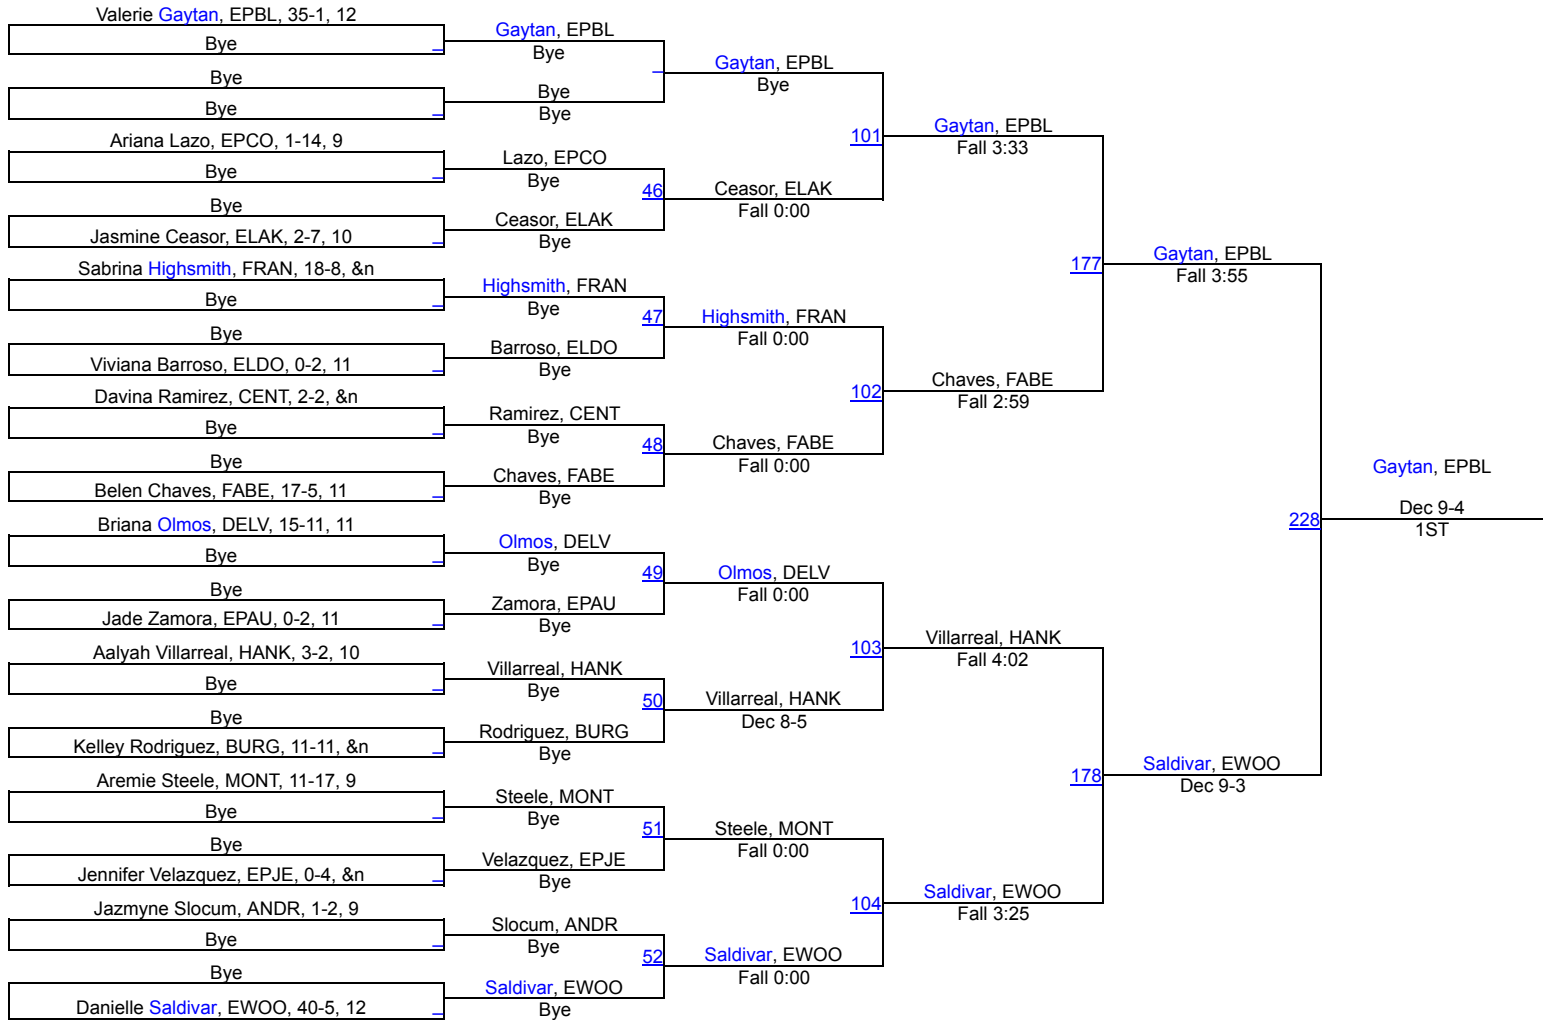 Valerie Gaytan, EPBL, 35-1, 12
Bye
Bye
Bye
Ariana Lazo, EPCO, 1-14, 9
Bye
Bye
Jasmine Ceasor, ELAK, 2-7, 10
Sabrina Highsmith, FRAN, 18-8, &n
Bye
Bye
Viviana Barroso, ELDO, 0-2, 11
Davina Ramirez, CENT, 2-2, &n
Bye
Bye
Belen Chaves, FABE, 17-5, 11
Briana Olmos, DELV, 15-11, 11
Bye
Bye
Jade Zamora, EPAU, 0-2, 11
Aalyah Villarreal, HANK, 3-2, 10
Bye
Bye
Kelley Rodriguez, BURG, 11-11, &n
Aremie Steele, MONT, 11-17, 9
Bye
Bye
Jennifer Velazquez, EPJE, 0-4, &n
Jazmyne Slocum, ANDR, 1-2, 9
Bye
Bye
Danielle Saldivar, EWOO, 40-5, 12
Gaytan, EPBL
Bye
Bye
Bye
Lazo, EPCO
Bye
46
Ceasor, ELAK
Bye
Highsmith, FRAN
Bye
47
Barroso, ELDO
Bye
Ramirez, CENT
Bye
48
Chaves, FABE
Bye
Olmos, DELV
Bye
49
Zamora, EPAU
Bye
Villarreal, HANK
Bye
50
Rodriguez, BURG
Bye
Steele, MONT
Bye
51
Velazquez, EPJE
Bye
Slocum, ANDR
Bye
52
Saldivar, EWOO
Bye
Gaytan, EPBL
Bye
101
Ceasor, ELAK
Fall 0:00
Highsmith, FRAN
Fall 0:00
102
Chaves, FABE
Fall 0:00
Olmos, DELV
Fall 0:00
103
Villarreal, HANK
Dec 8-5
Steele, MONT
Fall 0:00
104
Saldivar, EWOO
Fall 0:00
Gaytan, EPBL
Fall 3:33
177
Chaves, FABE
Fall 2:59
Villarreal, HANK
Fall 4:02
178
Saldivar, EWOO
Fall 3:25
Gaytan, EPBL
Fall 3:55
228
Saldivar, EWOO
Dec 9-3
Gaytan, EPBL
Dec 9-4
1ST